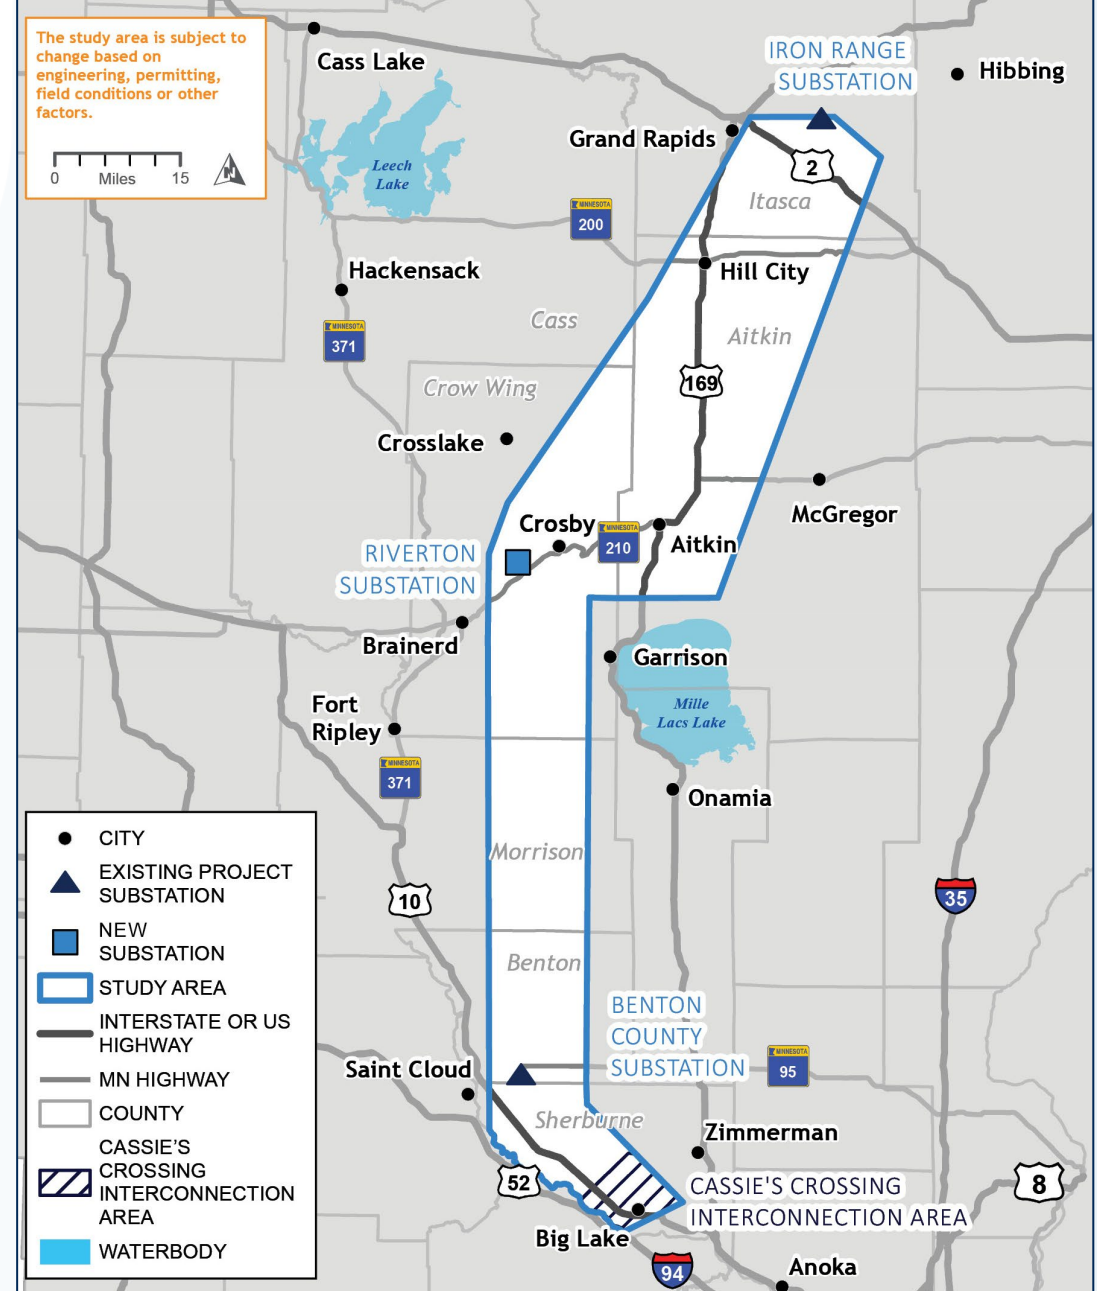 The study area is subject to
change based on
engineering, permitting,
field conditions or other
factors.
0 Miles 15
N
Cass Lake
IRON RANGE
SUBSTATION
Hibbing
Grand Rapids
2
Leech
Lake
Itasca
MINNESOTA
200
Hackensack
Hill City
Cass
MINNESOTA
371
Aitkin
Crow Wing
169
Crosslake
McGregor
Crosby
MINNESOTA
210
Aitkin
RIVERTON
SUBSTATION
Brainerd
Garrison
Fort
Ripley
Mille
Lacs Lake
MINNESOTA
371
Onamia
Morrison
10
35
Benton
BENTON
COUNTY
SUBSTATION
MINNESOTA
95
Saint Cloud
Sherburne
Zimmerman
52
CASSIE'S CROSSING
INTERCONNECTION AREA
8
Big Lake
94
Anoka
CITY
EXISTING PROJECT
SUBSTATION
NEW
SUBSTATION
STUDY AREA
INTERSTATE OR US
HIGHWAY
MN HIGHWAY
COUNTY
CASSIE'S
CROSSING
INTERCONNECTION
AREA
WATERBODY